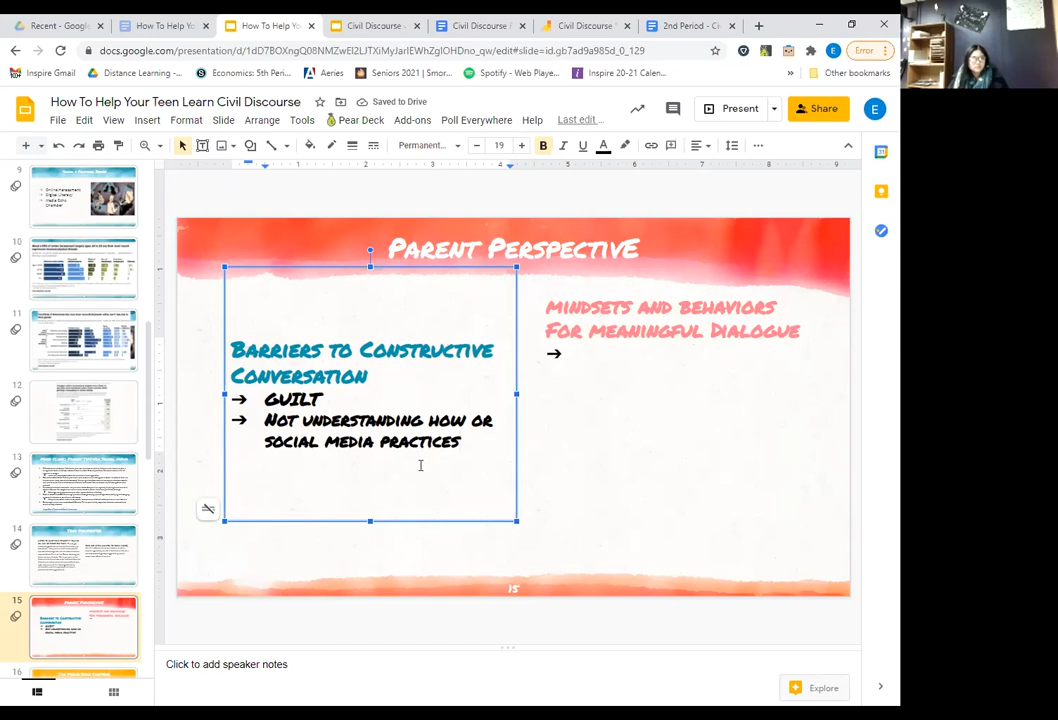 Recent - Google
How To Help You
How To Help Yo
Civil Discourse
Civil Discourse
Civil Discourse
2nd Period - Ci
docs.google.com/presentation/d/1dD7BOXngQ08NMZwEl2LJTXiMyJarIEWhZglOHDno_qw/edit#slide=id.gb7ad9a985d_0_129
Error
Inspire Gmail
Distance Learning -...
Economics: 5th Peri...
Aeries
Seniors 2021 | Smor...
Spotify - Web Playe...
Inspire 20-21 Calen...
Other bookmarks
How To Help Your Teen Learn Civil Discourse
Saved to Drive
File Edit View Insert Format Slide Arrange Tools Pear Deck Add-ons Poll Everywhere Help Last edit ...
Present
Share
E
Permanent...
19
B I U A
9
10
11
12
13
14
15
16
Parent Perspective
Barriers to Constructive
Conversation
➔ GUILT
➔ Not understanding how or
social media practices
Mindsets and Behaviors
For meaningful Dialogue
➔
15
Click to add speaker notes
Explore